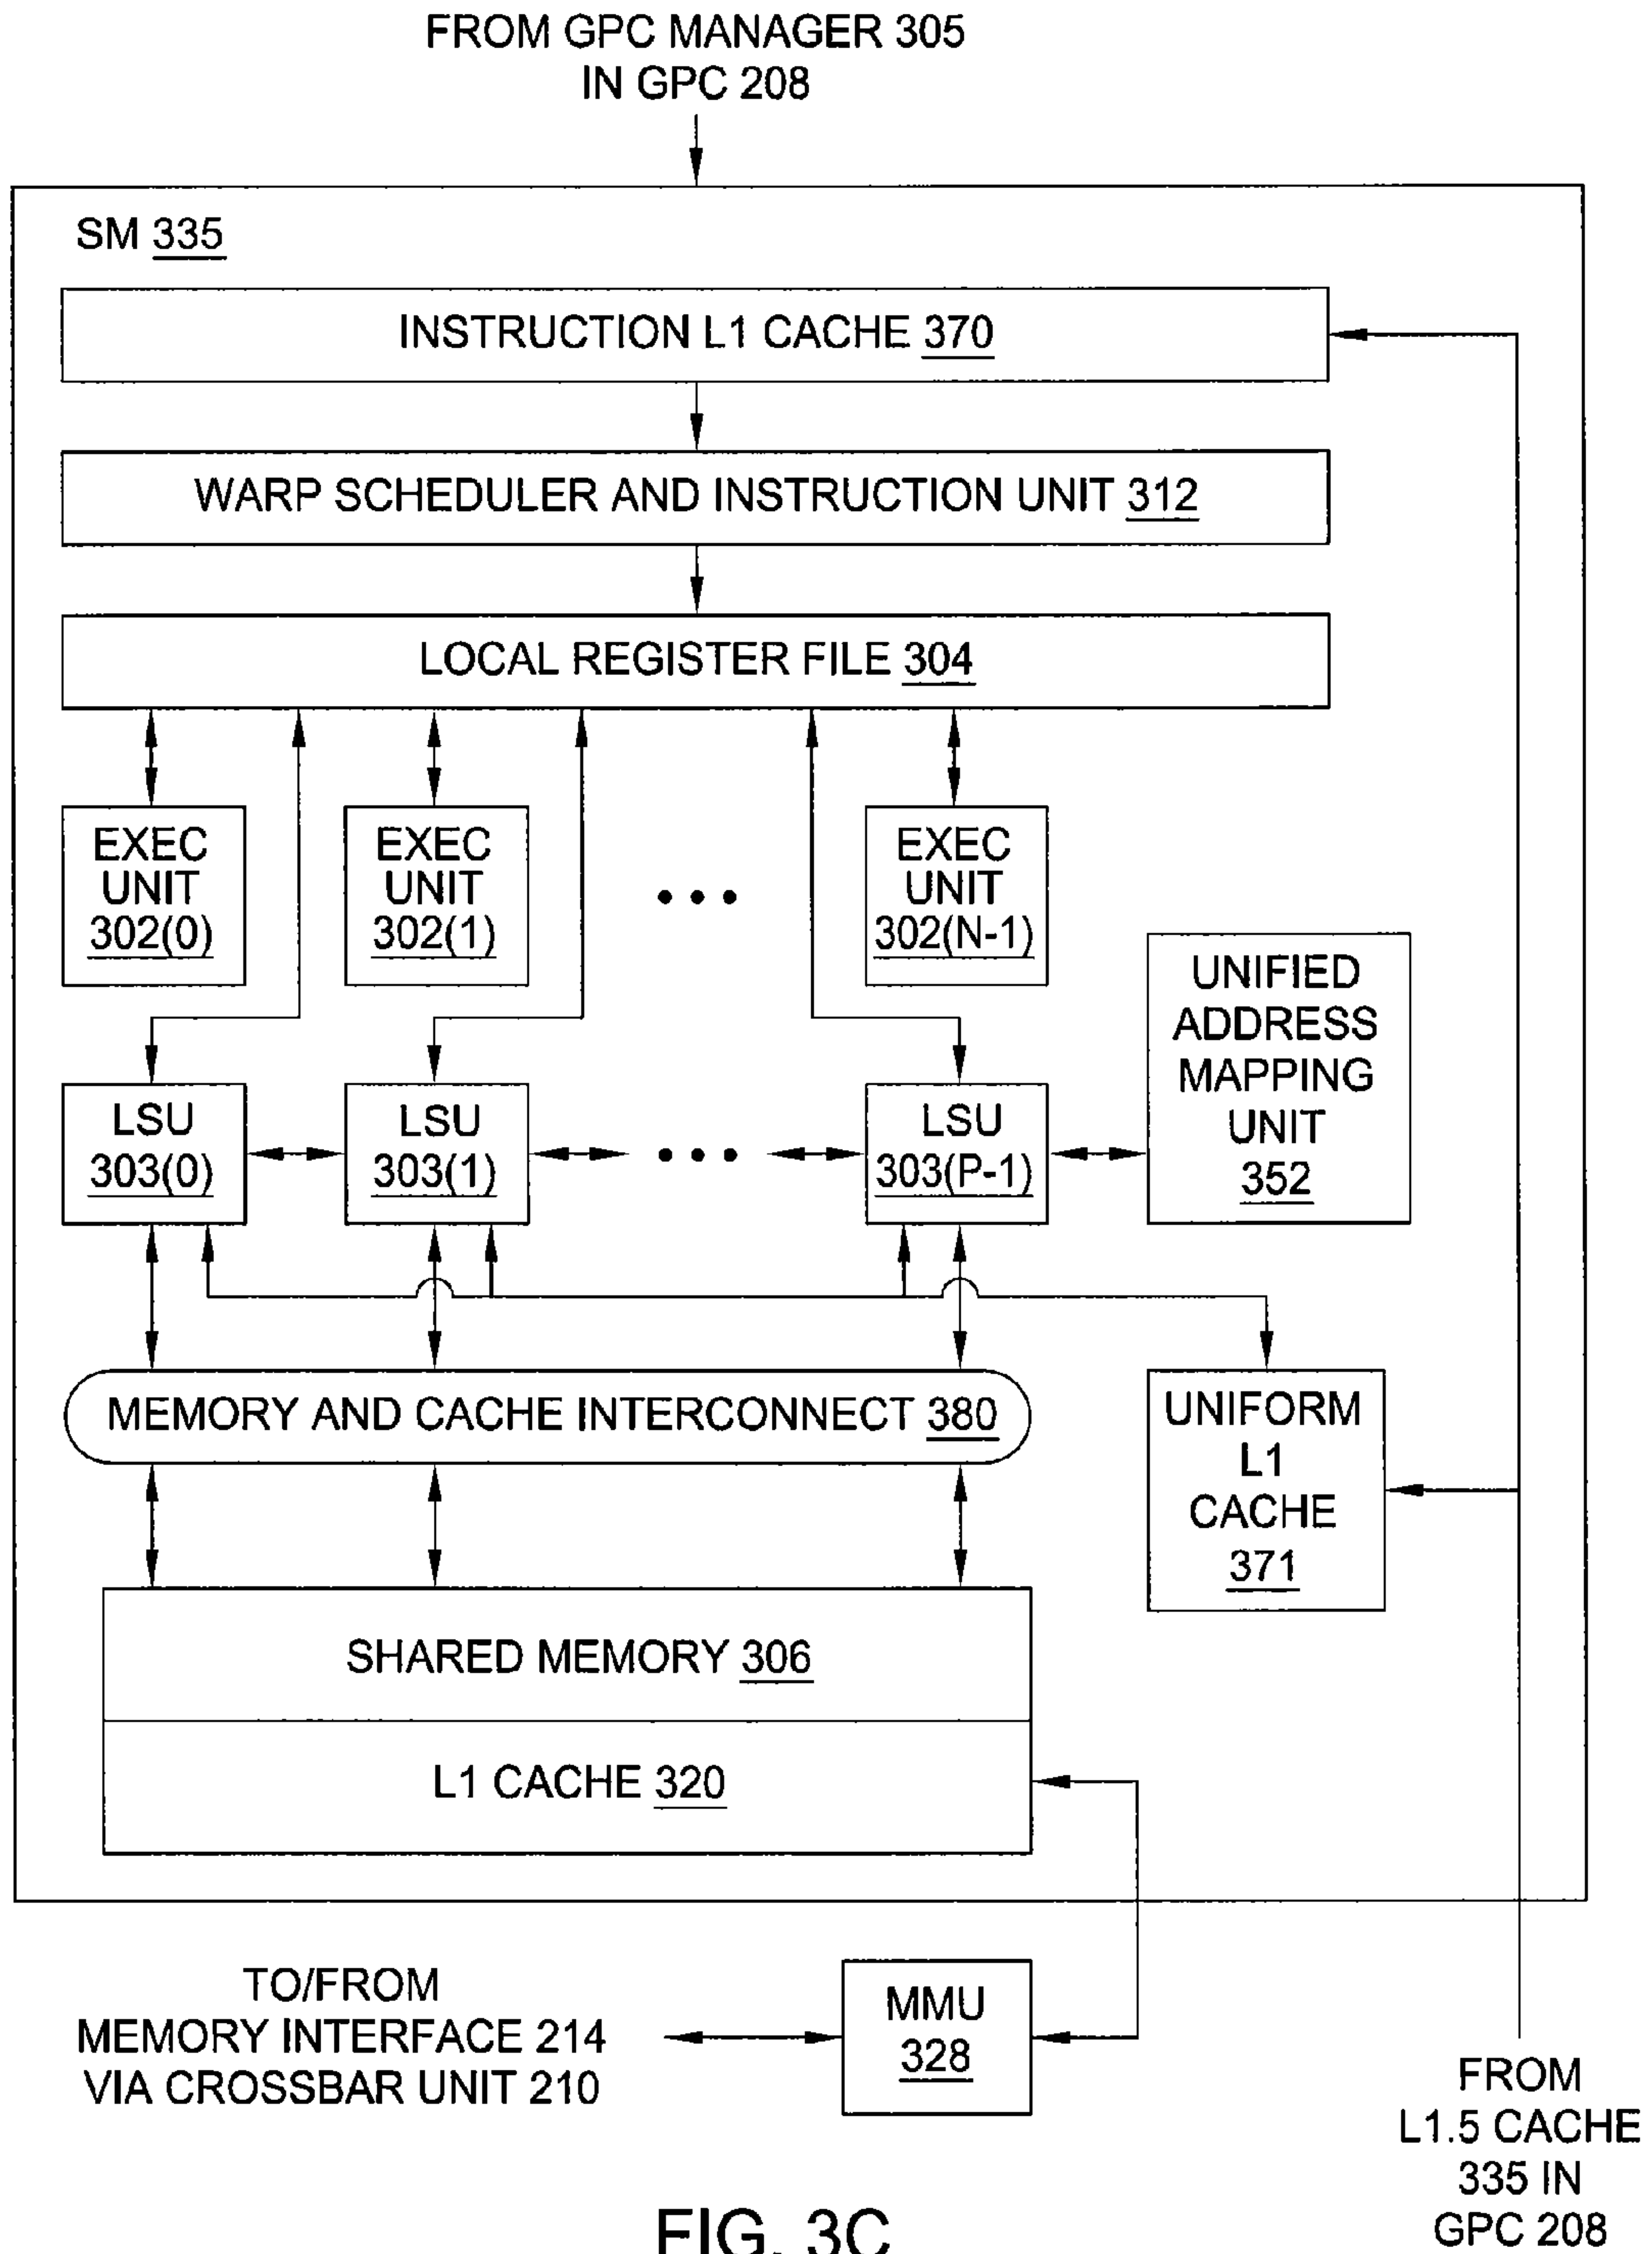 FROM GPC MANAGER 305
IN GPC 208
SM 335
INSTRUCTION L1 CACHE 370
WARP SCHEDULER AND INSTRUCTION UNIT 312
LOCAL REGISTER FILE 304
EXEC
UNIT
302(0)
EXEC
UNIT
302(1)
• • •
EXEC
UNIT
302(N-1)
UNIFIED
ADDRESS
MAPPING
UNIT
352
LSU
303(0)
LSU
303(1)
• • •
LSU
303(P-1)
MEMORY AND CACHE INTERCONNECT 380
UNIFORM
L1
CACHE
371
SHARED MEMORY 306
L1 CACHE 320
TO/FROM
MEMORY INTERFACE 214
VIA CROSSBAR UNIT 210
MMU
328
FROM
L1.5 CACHE
335 IN
GPC 208
FIG. 3C